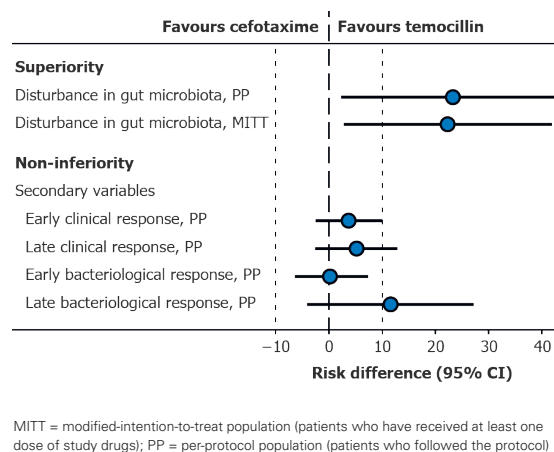 Favours cefotaxime Favours temocillin
Superiority
Disturbance in gut microbiota, PP
Disturbance in gut microbiota, MITT
Non-inferiority
Secondary variables
Early clinical response, PP
Late clinical response, PP
Early bacteriological response, PP
Late bacteriological response, PP
−10 0 10 20 30 40
Risk difference (95% CI)
MITT = modified-intention-to-treat population (patients who have received at least one
dose of study drugs); PP = per-protocol population (patients who followed the protocol)